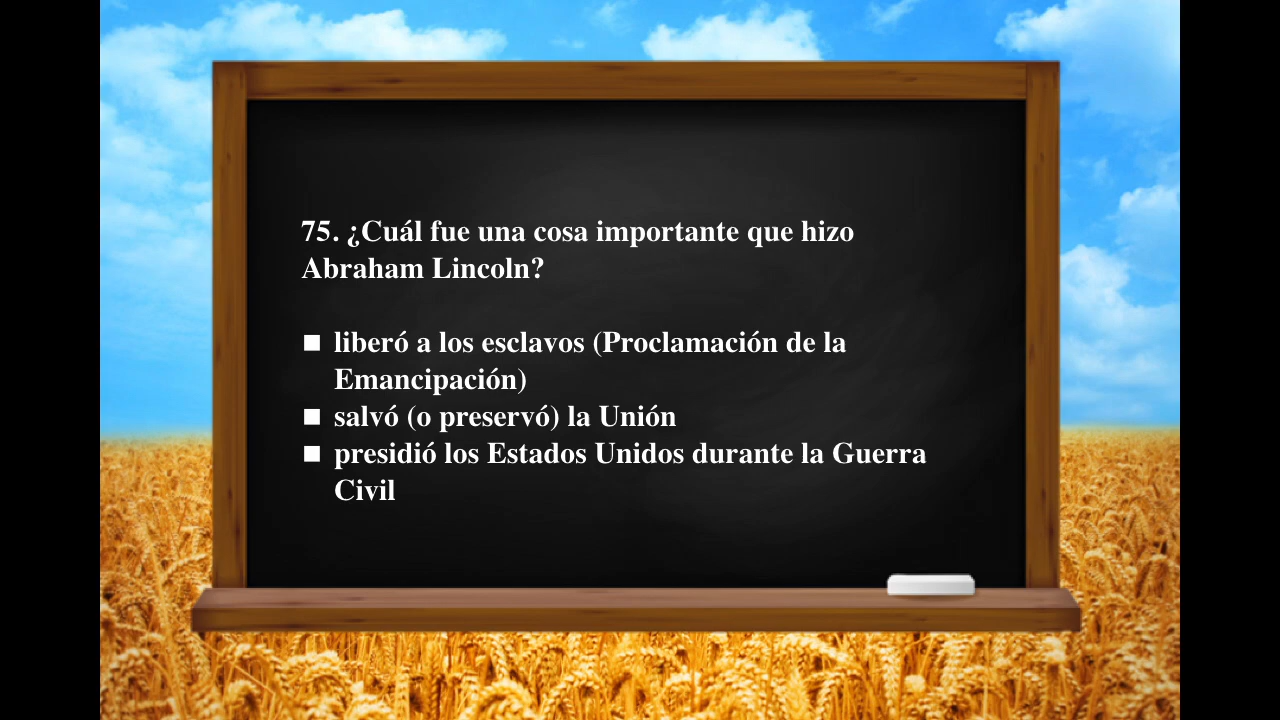 75. ¿Cuál fue una cosa importante que hizo
Abraham Lincoln?
■ liberó a los esclavos (Proclamación de la
Emancipación)
■ salvó (o preservó) la Unión
■ presidió los Estados Unidos durante la Guerra
Civil